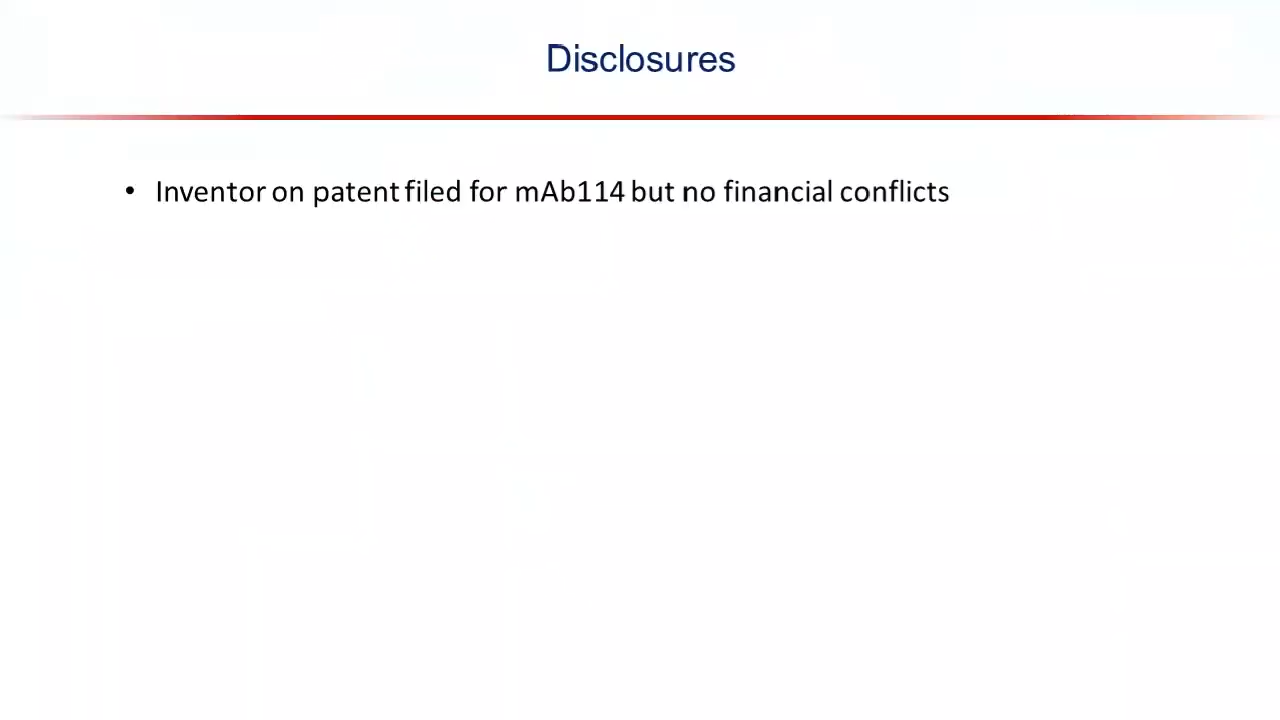 Disclosures
• Inventor on patent filed for mAb114 but no financial conflicts